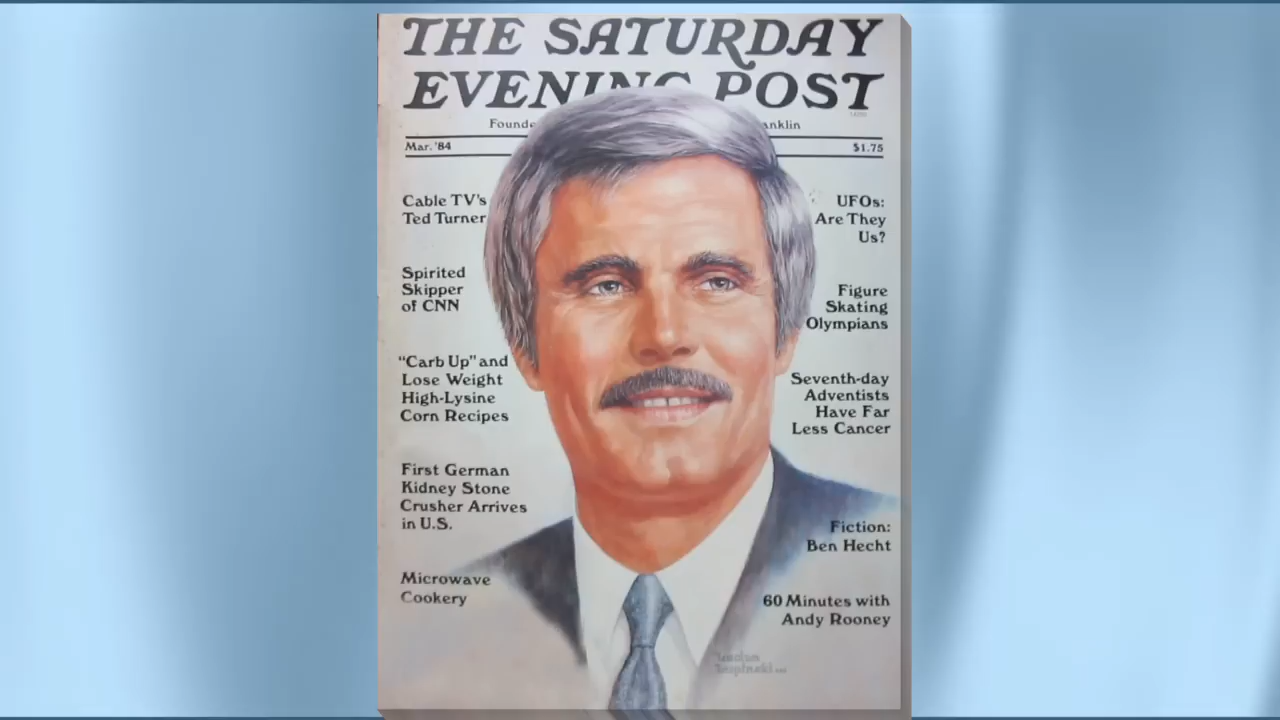 THE SATURDAY
EVENING POST
Mar. '84
$1.75
Cable TV's
Ted Turner
Spirited
Skipper
of CNN
"Carb Up" and
Lose Weight
High-Lysine
Corn Recipes
First German
Kidney Stone
Crusher Arrives
in U.S.
Microwave
Cookery
UFOs:
Are They
Us?
Figure
Skating
Olympians
Seventh-day
Adventists
Have Far
Less Cancer
Fiction:
Ben Hecht
60 Minutes with
Andy Rooney